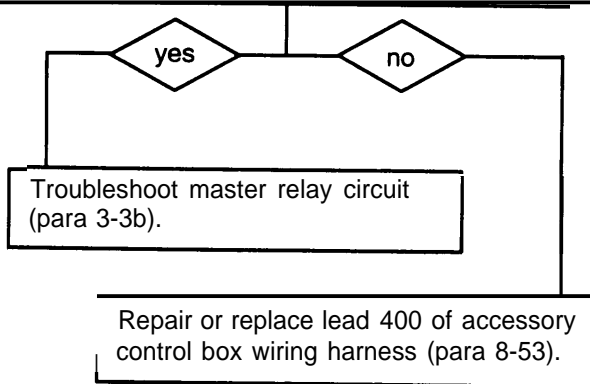 yes
no
Troubleshoot master relay circuit
(para 3-3b).
Repair or replace lead 400 of accessory
control box wiring harness (para 8-53).